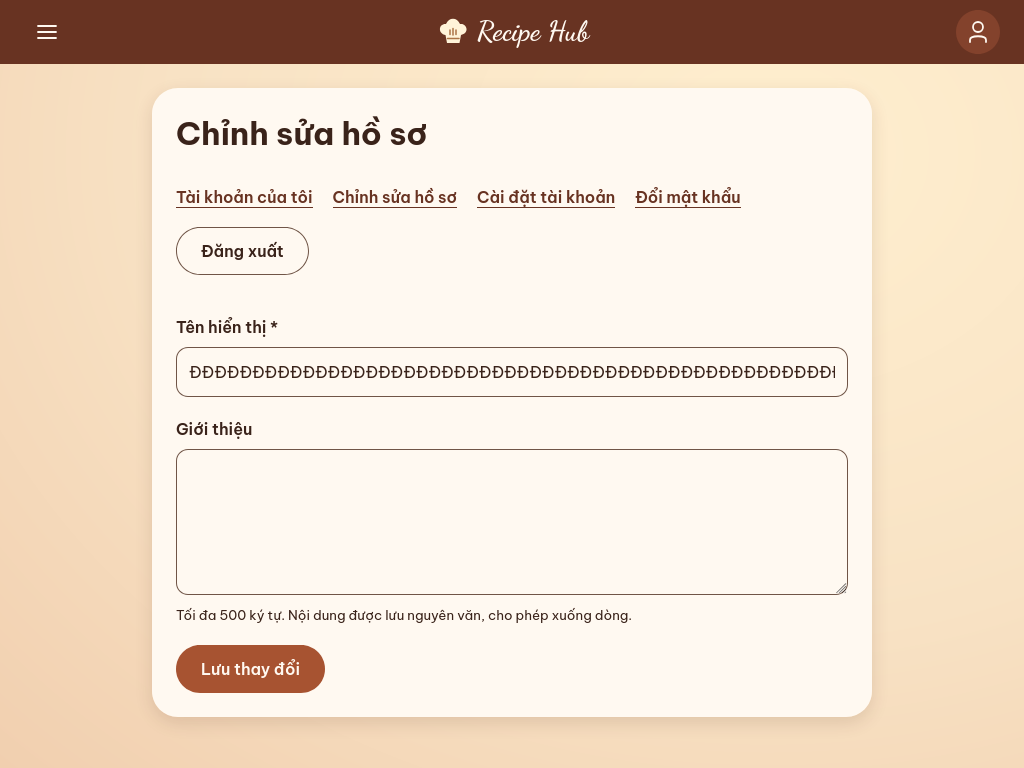 Recipe Hub
Chỉnh sửa hồ sơ
Tài khoản của tôi Chỉnh sửa hồ sơ Cài đặt tài khoản Đổi mật khẩu
Đăng xuất
Tên hiển thị *
ĐĐĐĐĐĐĐĐĐĐĐĐĐĐĐĐĐĐĐĐĐĐĐĐĐĐĐĐĐĐĐĐĐĐĐĐĐĐĐĐĐĐĐĐĐĐĐĐĐĐĐ
Giới thiệu
Tối đa 500 ký tự. Nội dung được lưu nguyên văn, cho phép xuống dòng.
Lưu thay đổi